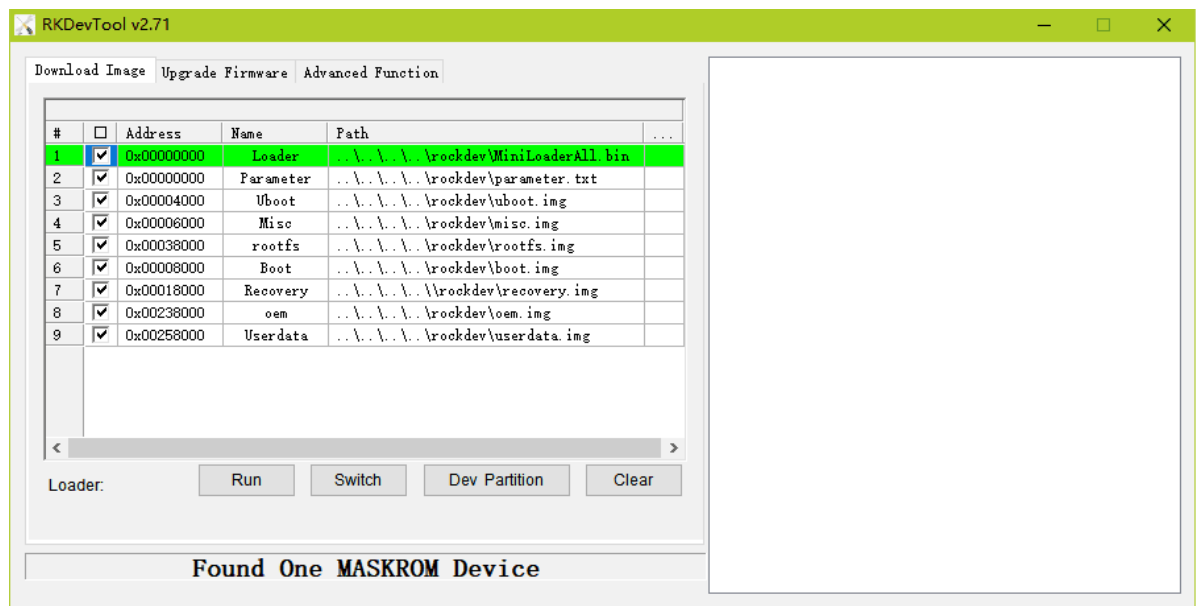 RKDevTool v2.71
Download Image Upgrade Firmware Advanced Function
# Address Name Path ...
1 0x00000000 Loader ..\..\..\..\rockdev\MiniLoaderAll.bin
2 0x00000000 Parameter ..\..\..\..\rockdev\parameter.txt
3 0x00004000 Uboot ..\..\..\..\rockdev\uboot.img
4 0x00006000 Misc ..\..\..\..\rockdev\misc.img
5 0x00038000 rootfs ..\..\..\..\rockdev\rootfs.img
6 0x00008000 Boot ..\..\..\..\rockdev\boot.img
7 0x00018000 Recovery ..\..\..\..\\rockdev\recovery.img
8 0x00238000 oem ..\..\..\..\rockdev\oem.img
9 0x00258000 Userdata ..\..\..\..\rockdev\userdata.img
Loader: Run Switch Dev Partition Clear
Found One MASKROM Device